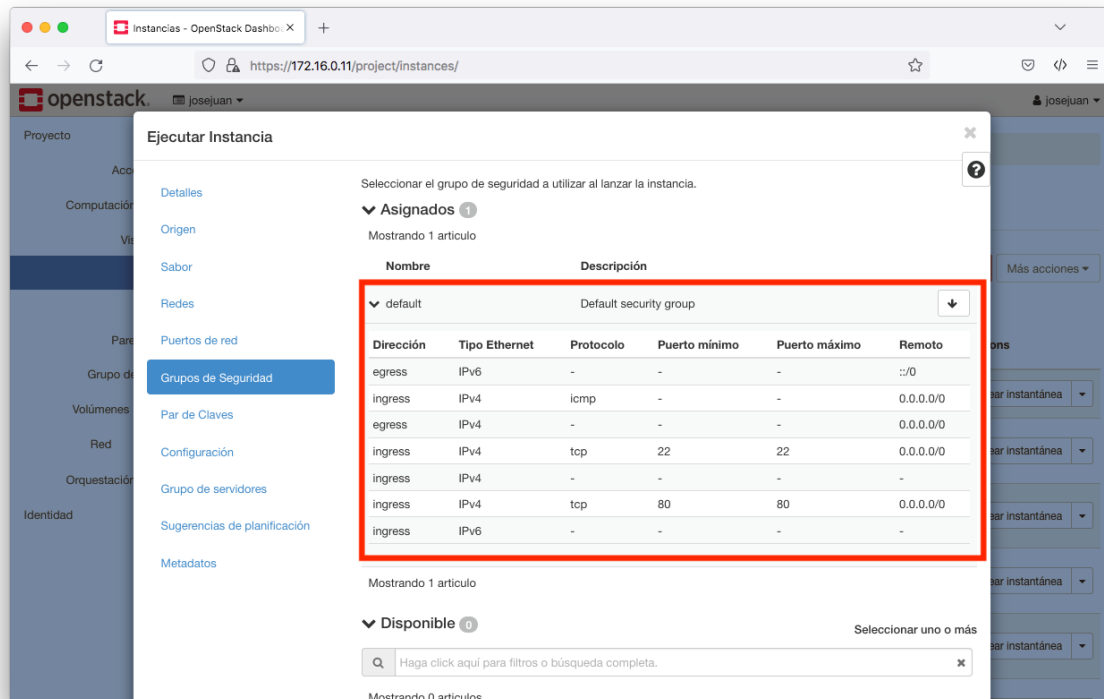 Instancias - OpenStack Dashbo
https://172.16.0.11/project/instances/
openstack. josejuan josejuan
Proyecto
Acc
Computación
Vis
Pare
Grupo de
Volúmenes
Red
Orquestación
Identidad
Ejecutar Instancia
Detalles
Origen
Sabor
Redes
Puertos de red
Grupos de Seguridad
Par de Claves
Configuración
Grupo de servidores
Sugerencias de planificación
Metadatos
Seleccionar el grupo de seguridad a utilizar al lanzar la instancia.
Asignados 1
Mostrando 1 articulo
Nombre Descripción
default Default security group
Dirección Tipo Ethernet Protocolo Puerto mínimo Puerto máximo Remoto
egress IPv6 - - - ::/0
ingress IPv4 icmp - - 0.0.0.0/0
egress IPv4 - - - 0.0.0.0/0
ingress IPv4 tcp 22 22 0.0.0.0/0
ingress IPv4 - - - -
ingress IPv4 tcp 80 80 0.0.0.0/0
ingress IPv6 - - - -
Mostrando 1 articulo
Disponible 0
Seleccionar uno o más
Haga click aquí para filtros o búsqueda completa.
Mostrando 0 articulos
Más acciones
ons
ear instantánea
ear instantánea
ear instantánea
ear instantánea
ear instantánea